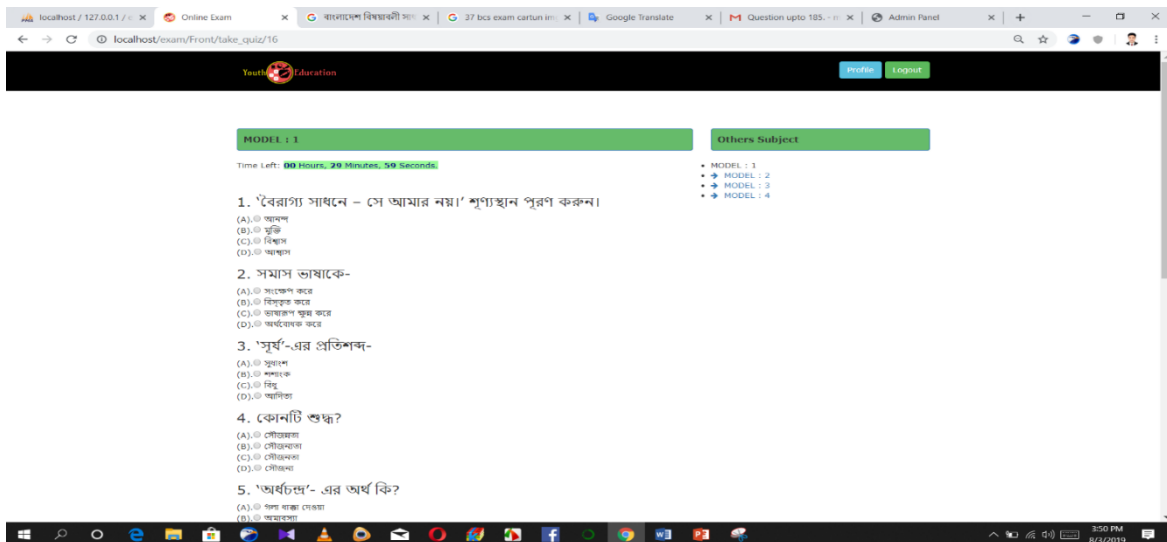 localhost / 127.0.0.1 / e
Online Exam
বাংলাদেশ বিষয়াবলী
37 bcs exam cartun im
Google Translate
Question upto 185. -
Admin Panel
localhost/exam/Front/take_quiz/16
Youth Education
Profile
Logout
MODEL : 1
Time Left: 00 Hours, 29 Minutes, 59 Seconds.
1. 'বৈরাগ্য সাধনে – সে আমার নয়।' শূণ্যস্থান পূরণ করুন।
(A). আনন্দ
(B). মুক্তি
(C). বিশ্বাস
(D). আশ্বাস
2. সমাস ভাষাকে-
(A). সংক্ষেপ করে
(B). বিস্তৃত করে
(C). ভাষারূপ ক্ষুন্ন করে
(D). অর্থবোধক করে
3. 'সূর্য'-এর প্রতিশব্দ-
(A). সুধাংশ
(B). শশাংক
(C). বিধু
(D). আদিত্য
4. কোনটি শুদ্ধ?
(A).
(B). সৌজন্যতা
(C). সৌজনতা
(D). সৌজন্য
5. 'অর্ধচন্দ্র'- এর অর্থ কি?
(A). গলা ধাক্কা দেওয়া
(B). অমাবস্যা
Others Subject
MODEL : 1
MODEL : 2
MODEL : 3
MODEL : 4
3:50 PM
8/3/2019